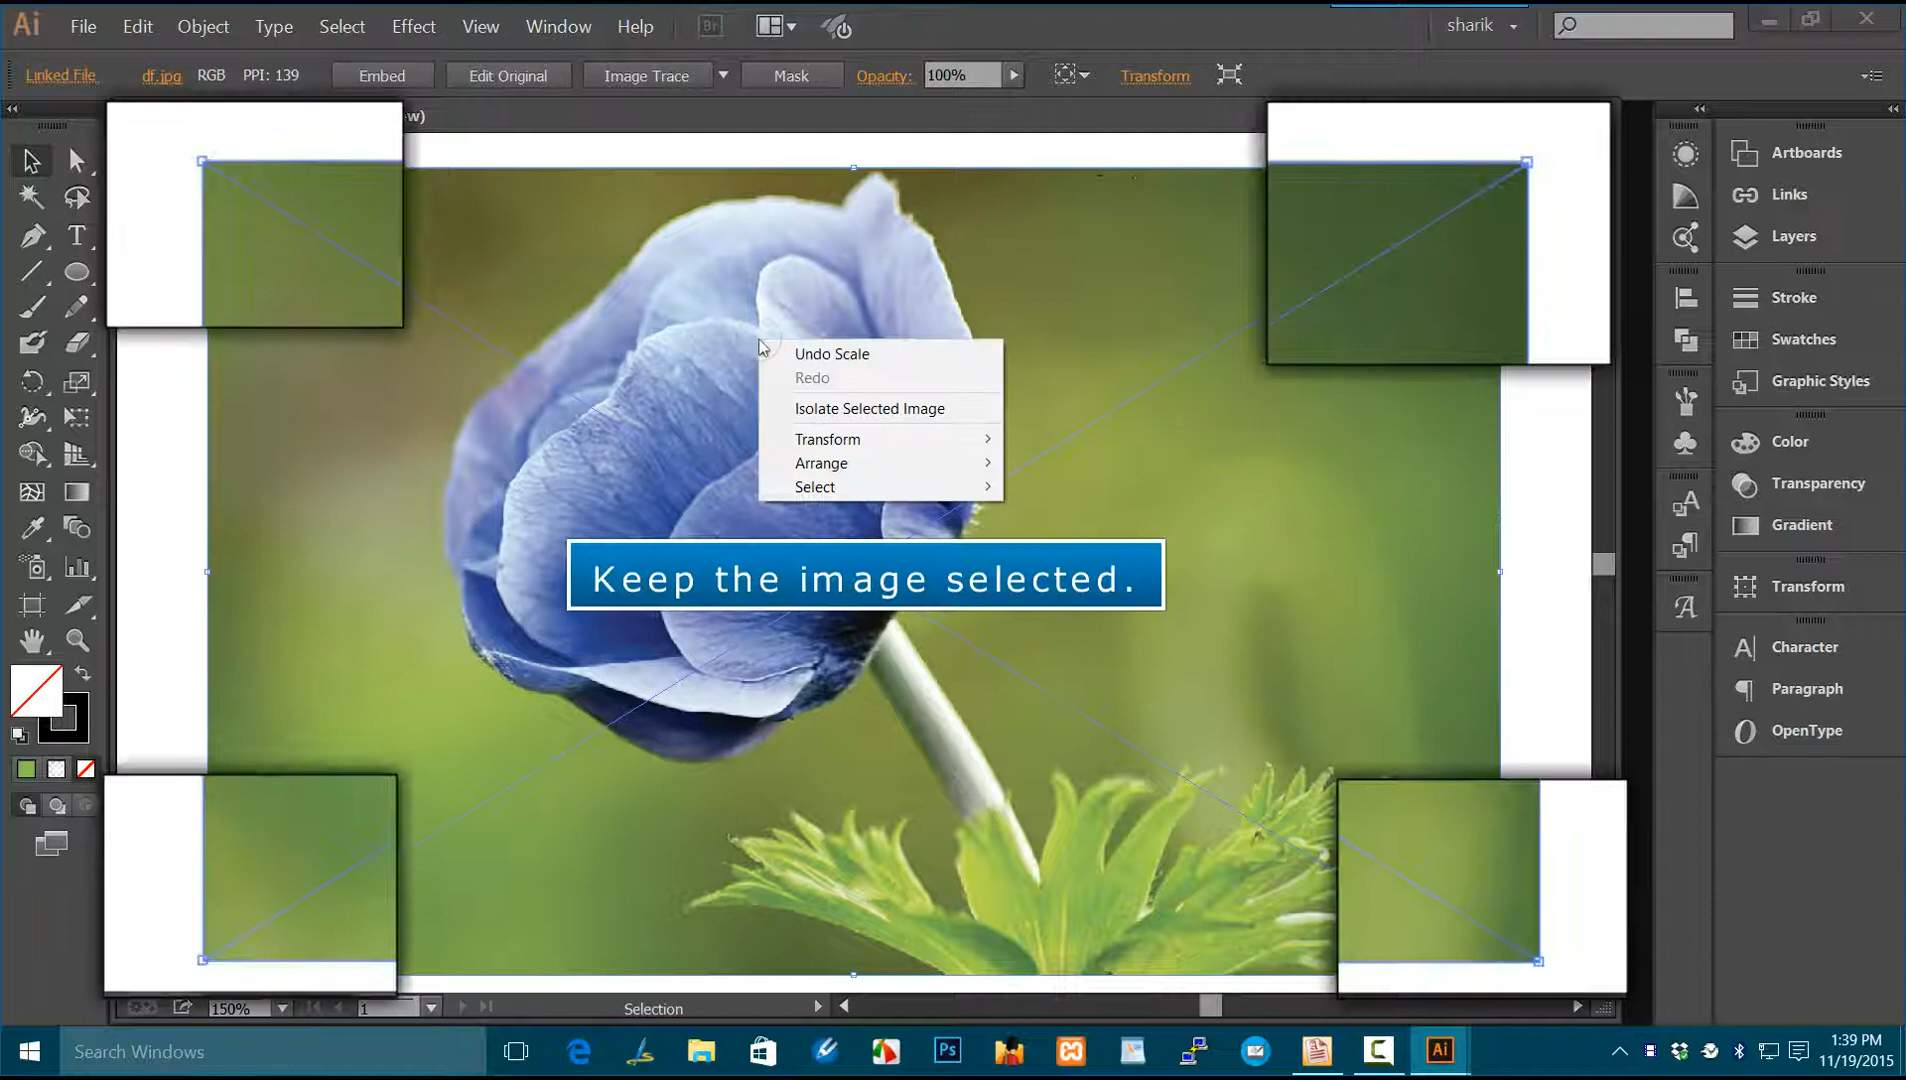 Ai File Edit Object Type Select Effect View Window Help Br sharik
Linked File df.jpg RGB PPI: 139 Embed Edit Original Image Trace Mask Opacity: 100% Transform
w)
Artboards
Links
Layers
Stroke
Swatches
Graphic Styles
Color
Transparency
Gradient
Transform
Character
Paragraph
OpenType
Undo Scale
Redo
Isolate Selected Image
Transform
Arrange
Select
Keep the image selected.
150% 1 Selection
Search Windows Ps Ai 1:39 PM
11/19/2015